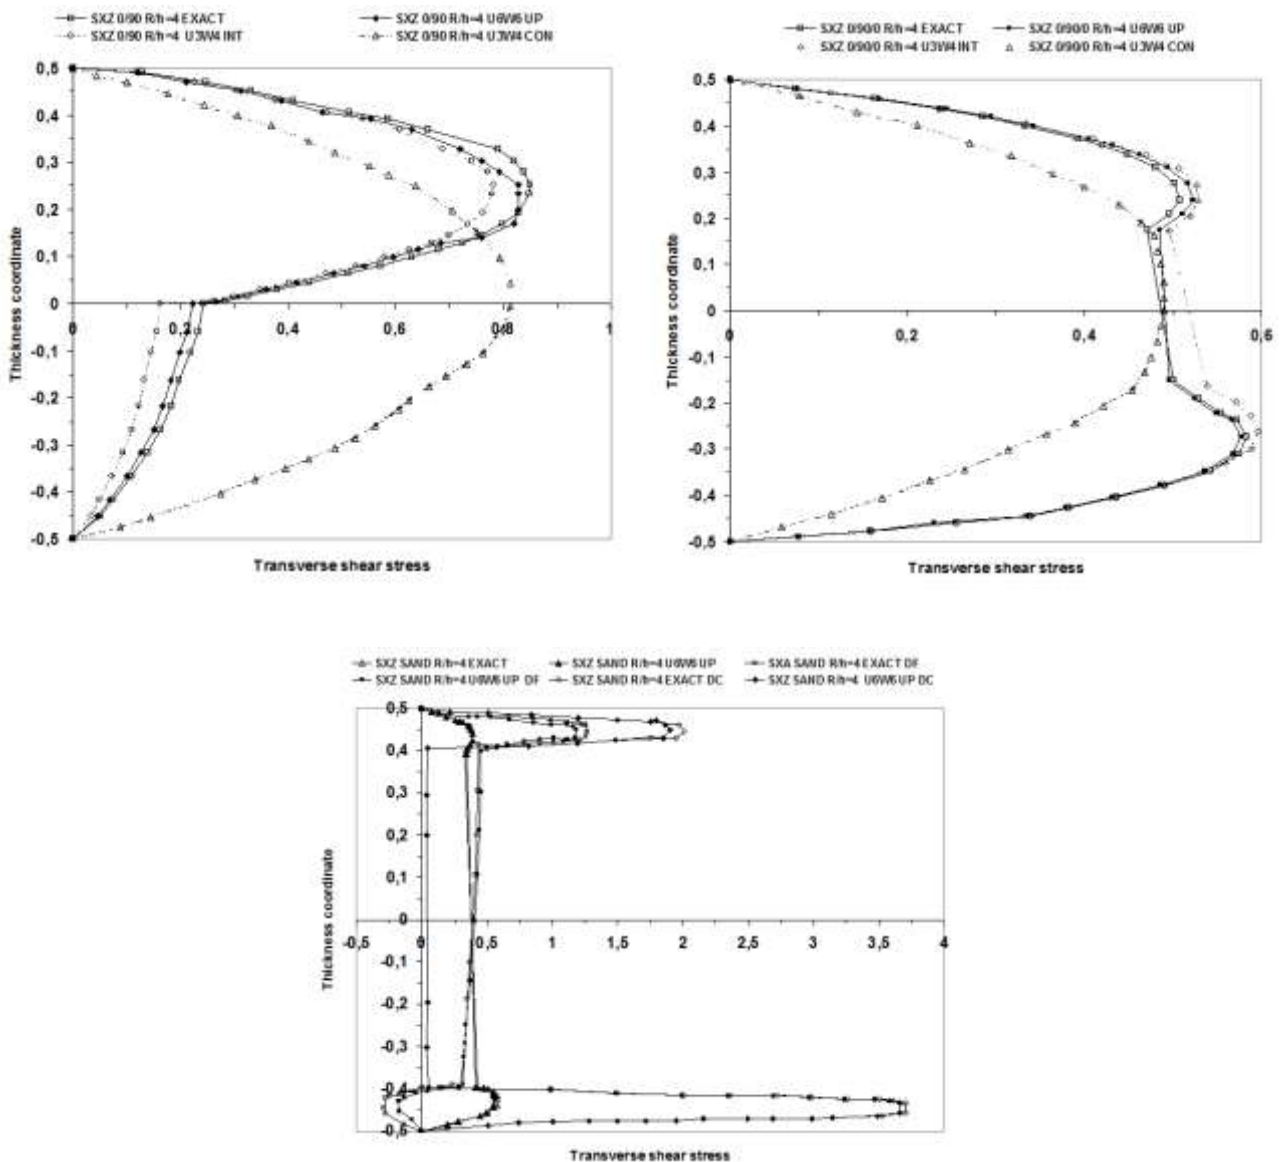 SXZ 0/90 R/h=4 EXACT
SXZ 0/90 R/h=4 U6W6 UP
SXZ 0/90 R/h=4 U3W4 INT
SXZ 0/90 R/h=4 U3W4 CON
0,5
0,4
0,3
0,2
0,1
0
-0,1
-0,2
-0,3
-0,4
-0,5
0
0,2
0,4
0,6
0,8
1
Thickness coordinate
Transverse shear stress
SXZ 0/90/0 R/h=4 EXACT
SXZ 0/90/0 R/h=4 U6W6 UP
SXZ 0/90/0 R/h=4 U3W4 INT
SXZ 0/90/0 R/h=4 U3W4 CON
0,5
0,4
0,3
0,2
0,1
0
-0,1
-0,2
-0,3
-0,4
-0,5
0
0,2
0,4
0,6
Thickness coordinate
Transverse shear stress
SXZ SAND R/h=4 EXACT
SXZ SAND R/h=4 U6W6 UP
SXA SAND R/h=4 EXACT DF
SXZ SAND R/h=4 U6W6 UP DF
SXZ SAND R/h=4 EXACT DC
SXZ SAND R/h=4 U6W6 UP DC
0,5
0,4
0,3
0,2
0,1
0
-0,1
-0,2
-0,3
-0,4
-0,5
-0,5
0
0,5
1
1,5
2
2,5
3
3,5
4
Thickness coordinate
Transverse shear stress